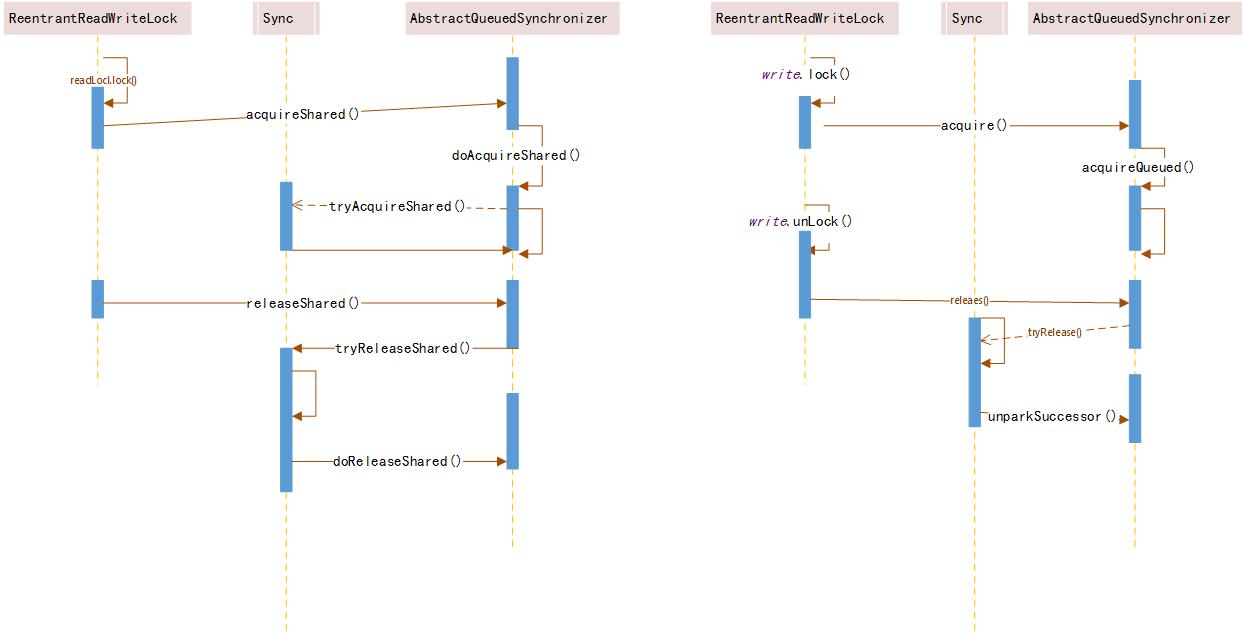 ReentrantReadWriteLock
Sync
AbstractQueuedSynchronizer
readLocl.lock()
acquireShared()
doAcquireShared()
tryAcquireShared()
releaseShared()
tryReleaseShared()
doReleaseShared()
ReentrantReadWriteLock
Sync
AbstractQueuedSynchronizer
write.lock()
acquire()
acquireQueued()
write.unLock()
releaes()
tryRelease()
unparkSuccessor()